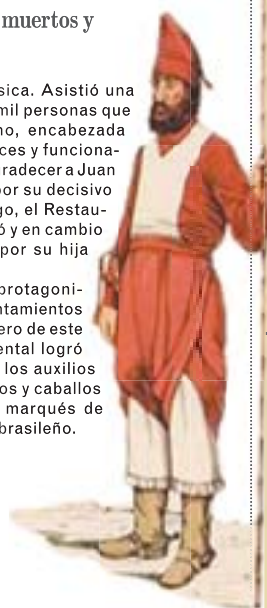 muertos y
sica. Asistió una
mil personas que
no, encabezada
ces y funciona-
radecer a Juan
por su decisivo
go, el Restau-
ó y en cambio
por su hija
protagoni-
ntamientos
ero de este
ental logró
los auxilios
os y caballos
marqués de
brasileño.